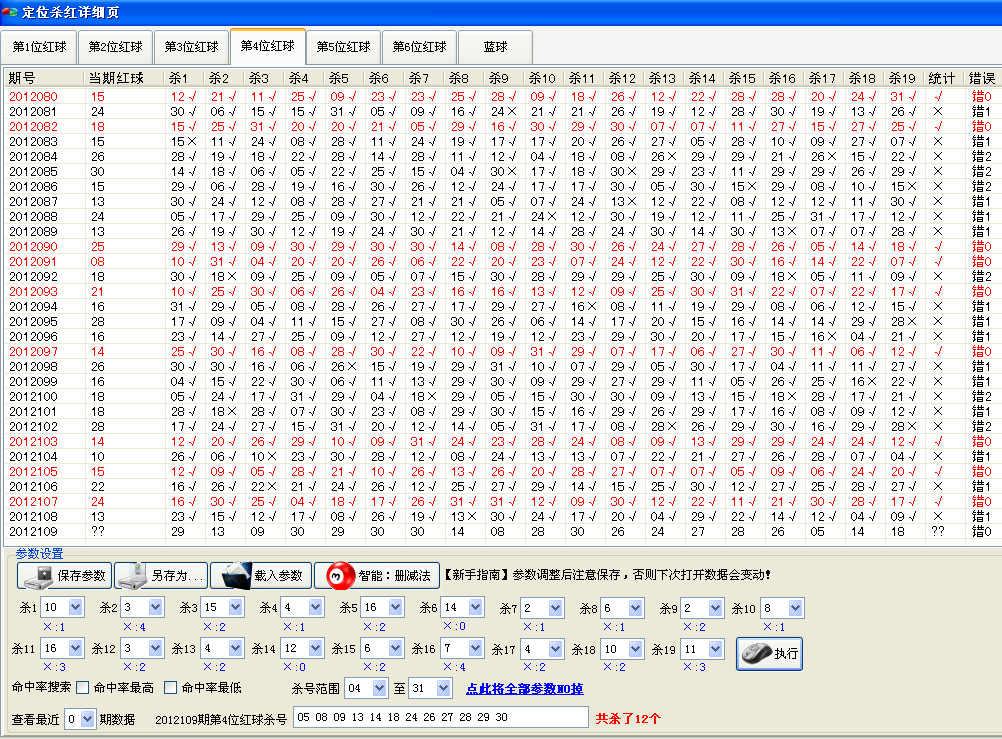 定位杀红详细页
第1位红球 第2位红球 第3位红球 第4位红球 第5位红球 第6位红球 蓝球
期号 当期红球 杀1 杀2 杀3 杀4 杀5 杀6 杀7 杀8 杀9 杀10 杀11 杀12 杀13 杀14 杀15 杀16 杀17 杀18 杀19 统计 错误
2012080 15 12√ 21√ 11√ 25√ 09√ 23√ 23√ 25√ 28√ 09√ 18√ 26√ 12√ 22√ 28√ 28√ 20√ 24√ 31√ √ 错0
2012081 24 30√ 06√ 15√ 15√ 31√ 05√ 09√ 16√ 24× 21√ 21√ 26√ 19√ 12√ 28√ 30√ 19√ 13√ 26√ × 错1
2012082 18 15√ 25√ 31√ 20√ 20√ 21√ 05√ 29√ 16√ 30√ 29√ 30√ 07√ 07√ 11√ 27√ 15√ 27√ 25√ √ 错0
2012083 15 15× 11√ 24√ 08√ 28√ 11√ 24√ 19√ 17√ 17√ 20√ 26√ 27√ 05√ 28√ 10√ 09√ 27√ 07√ × 错1
2012084 26 28√ 19√ 18√ 22√ 28√ 14√ 28√ 11√ 12√ 04√ 18√ 08√ 26× 29√ 29√ 21√ 26× 15√ 22√ × 错2
2012085 30 14√ 18√ 06√ 05√ 22√ 25√ 15√ 04√ 30× 17√ 18√ 30× 29√ 23√ 11√ 29√ 29√ 26√ 29√ × 错2
2012086 15 29√ 06√ 28√ 19√ 16√ 30√ 26√ 12√ 24√ 17√ 17√ 30√ 05√ 30√ 15× 29√ 08√ 10√ 15× × 错2
2012087 13 30√ 24√ 12√ 08√ 28√ 27√ 21√ 21√ 05√ 07√ 24√ 13× 12√ 22√ 08√ 12√ 12√ 11√ 30√ × 错1
2012088 24 05√ 17√ 29√ 25√ 09√ 30√ 12√ 22√ 21√ 24× 12√ 30√ 19√ 12√ 11√ 25√ 31√ 17√ 12√ × 错1
2012089 13 26√ 19√ 30√ 12√ 19√ 24√ 30√ 21√ 12√ 14√ 28√ 24√ 30√ 14√ 30√ 13× 07√ 07√ 28√ × 错1
2012090 25 29√ 13√ 09√ 30√ 29√ 30√ 30√ 14√ 08√ 28√ 30√ 26√ 24√ 27√ 28√ 26√ 05√ 14√ 18√ √ 错0
2012091 08 10√ 31√ 04√ 20√ 20√ 26√ 06√ 22√ 20√ 23√ 07√ 24√ 12√ 22√ 30√ 16√ 14√ 22√ 07√ √ 错0
2012092 18 30√ 18× 09√ 25√ 09√ 05√ 07√ 15√ 30√ 28√ 29√ 29√ 25√ 30√ 09√ 18× 05√ 11√ 09√ × 错2
2012093 21 10√ 25√ 30√ 06√ 26√ 04√ 23√ 16√ 16√ 13√ 12√ 09√ 25√ 30√ 31√ 22√ 07√ 22√ 17√ √ 错0
2012094 16 31√ 29√ 05√ 08√ 28√ 26√ 27√ 17√ 29√ 27√ 16× 08√ 11√ 19√ 29√ 08√ 06√ 12√ 15√ × 错1
2012095 28 17√ 09√ 04√ 11√ 15√ 27√ 08√ 30√ 26√ 06√ 14√ 17√ 20√ 15√ 16√ 14√ 14√ 29√ 28× × 错1
2012096 16 23√ 14√ 27√ 25√ 09√ 12√ 27√ 12√ 19√ 12√ 23√ 29√ 30√ 20√ 17√ 15√ 16× 04√ 21√ × 错1
2012097 14 25√ 30√ 16√ 08√ 28√ 30√ 22√ 10√ 09√ 31√ 29√ 07√ 17√ 06√ 27√ 30√ 11√ 06√ 12√ √ 错0
2012098 26 30√ 30√ 16√ 06√ 26× 15√ 19√ 29√ 31√ 10√ 07√ 29√ 05√ 30√ 17√ 04√ 11√ 11√ 27√ × 错1
2012099 16 04√ 15√ 22√ 30√ 06√ 11√ 13√ 29√ 30√ 09√ 29√ 27√ 29√ 11√ 05√ 26√ 25√ 16× 22√ × 错1
2012100 18 05√ 24√ 17√ 31√ 29√ 04√ 18× 29√ 05√ 15√ 30√ 30√ 09√ 13√ 15√ 18× 28√ 17√ 21√ × 错2
2012101 18 28√ 18× 28√ 07√ 30√ 23√ 08√ 29√ 30√ 15√ 16√ 29√ 26√ 29√ 17√ 16√ 08√ 09√ 12√ × 错1
2012102 28 17√ 24√ 27√ 15√ 31√ 20√ 12√ 14√ 05√ 31√ 17√ 08√ 28× 26√ 29√ 30√ 16√ 29√ 28× × 错2
2012103 14 12√ 20√ 26√ 29√ 10√ 09√ 31√ 24√ 23√ 28√ 24√ 08√ 09√ 13√ 29√ 29√ 24√ 24√ 12√ √ 错0
2012104 10 26√ 06√ 10× 23√ 30√ 28√ 12√ 08√ 24√ 13√ 13√ 07√ 22√ 21√ 27√ 26√ 28√ 07√ 04√ × 错1
2012105 15 12√ 09√ 05√ 28√ 21√ 10√ 26√ 13√ 26√ 20√ 28√ 27√ 07√ 07√ 05√ 09√ 06√ 24√ 20√ √ 错0
2012106 22 16√ 26√ 22× 21√ 24√ 26√ 12√ 25√ 27√ 29√ 14√ 15√ 25√ 30√ 12√ 27√ 25√ 28√ 27√ × 错1
2012107 24 16√ 30√ 25√ 04√ 18√ 17√ 26√ 31√ 31√ 12√ 09√ 30√ 12√ 22√ 11√ 21√ 30√ 28√ 17√ √ 错0
2012108 13 23√ 15√ 12√ 17√ 08√ 26√ 19√ 13× 30√ 24√ 17√ 20√ 04√ 29√ 22√ 14√ 12√ 04√ 09√ × 错1
2012109 ?? 29 13 09 30 29 30 30 14 08 28 30 26 24 27 28 26 05 14 18 ?? 错0
参数设置
保存参数 另存为... 载入参数 智能：删减法 【新手指南】参数调整后注意保存，否则下次打开数据会变动!
杀1 10 杀2 3 杀3 15 杀4 4 杀5 16 杀6 14 杀7 2 杀8 6 杀9 2 杀10 8
×:1 ×:4 ×:2 ×:1 ×:2 ×:0 ×:1 ×:1 ×:2 ×:1
杀11 16 杀12 3 杀13 4 杀14 12 杀15 6 杀16 7 杀17 4 杀18 10 杀19 11 执行
×:3 ×:2 ×:2 ×:0 ×:2 ×:4 ×:2 ×:2 ×:3
命中率搜索 命中率最高 命中率最低 杀号范围 04 至 31 点此将全部参数NO掉
查看最近 0 期数据 2012109期第4位红球杀号 05 08 09 13 14 18 24 26 27 28 29 30 共杀了12个